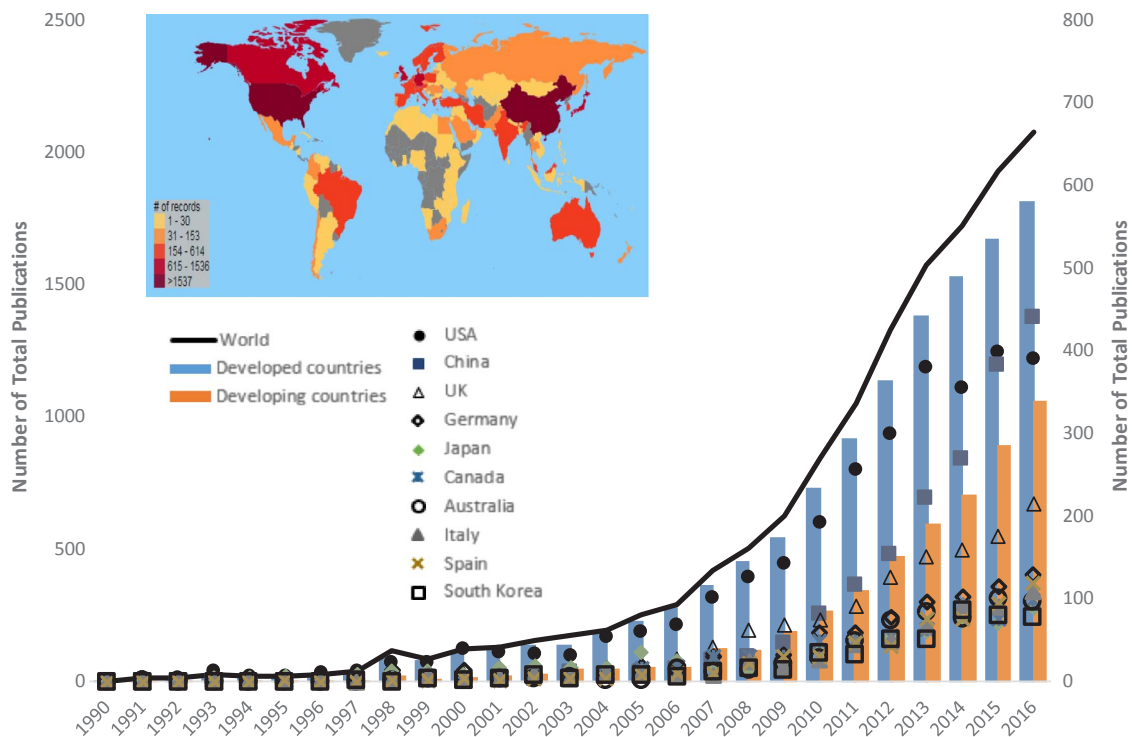 2500
2000
1500
1000
500
0
Number of Total Publications
# of records
1 - 30
31 - 153
154 - 614
615 - 1536
>1537
World
Developed countries
Developing countries
USA
China
UK
Germany
Japan
Canada
Australia
Italy
Spain
South Korea
800
700
600
500
400
300
200
100
0
Number of Total Publications
1990
1991
1992
1993
1994
1995
1996
1997
1998
1999
2000
2001
2002
2003
2004
2005
2006
2007
2008
2009
2010
2011
2012
2013
2014
2015
2016